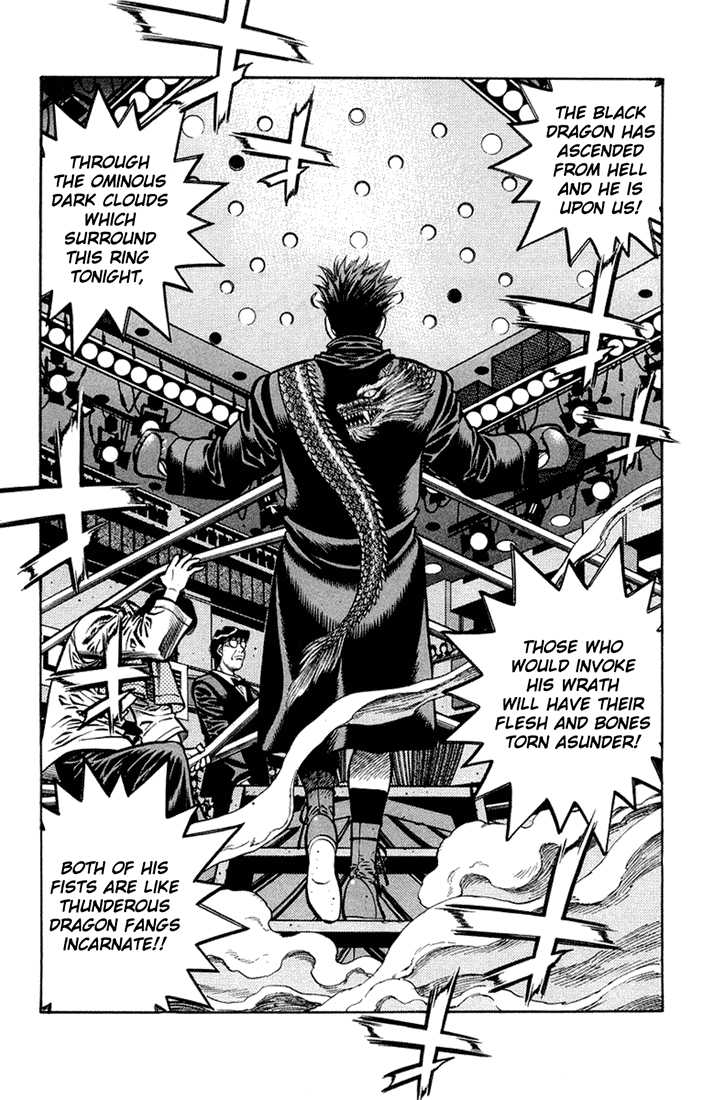 THE BLACK
DRAGON HAS
ASCENDED
FROM HELL
AND HE IS
UPON US!
THROUGH
THE OMINOUS
DARK CLOUDS
WHICH
SURROUND
THIS RING
TONIGHT,
THOSE WHO
WOULD INVOKE
HIS WRATH
WILL HAVE THEIR
FLESH AND BONES
TORN ASUNDER!
BOTH OF HIS
FISTS ARE LIKE
THUNDEROUS
DRAGON FANGS
INCARNATE!!